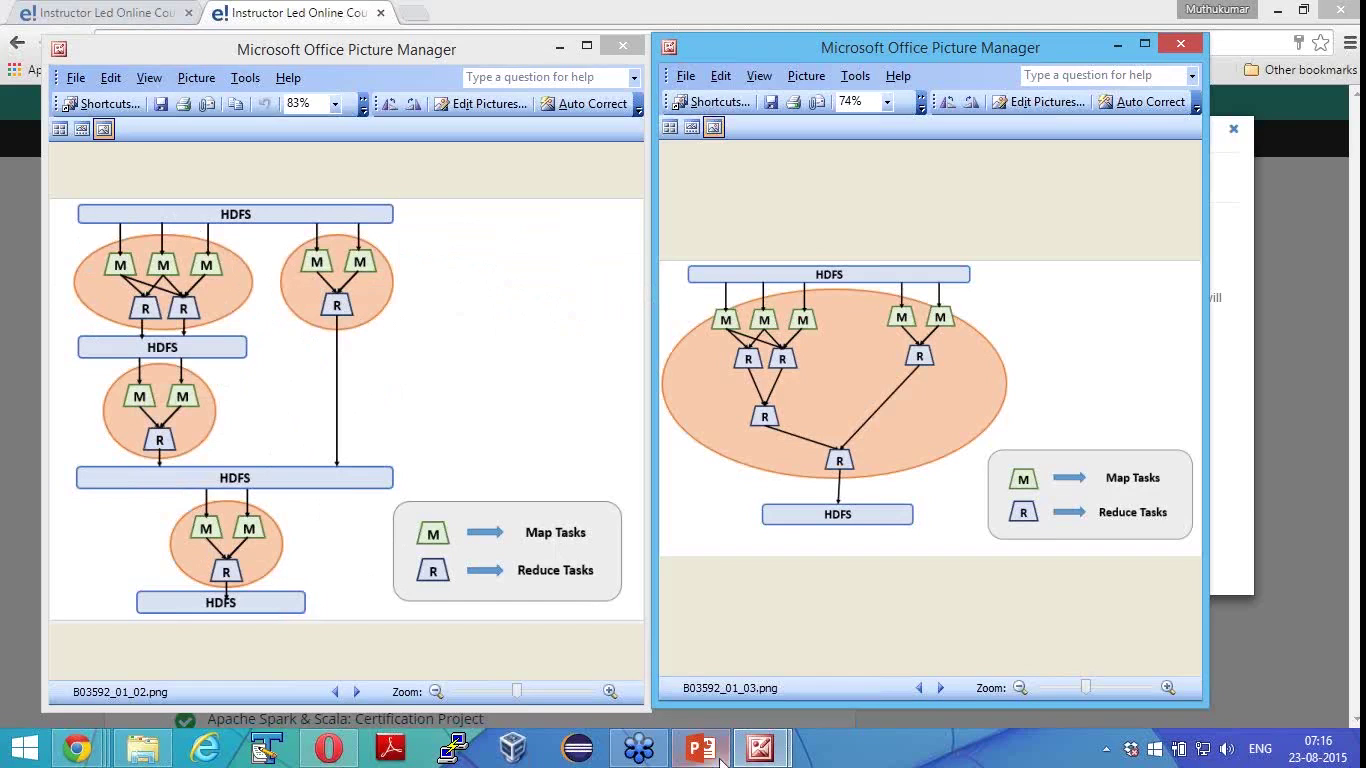 Instructor Led Online Cou
Instructor Led Online Cou
Muthukumar
Ap
Other bookmarks
Microsoft Office Picture Manager
File Edit View Picture Tools Help
Type a question for help
Shortcuts...
83%
Edit Pictures...
Auto Correct
HDFS
M M M M M
R R R
HDFS
M M
R
HDFS
M M
R
HDFS
M Map Tasks
R Reduce Tasks
B03592_01_02.png
Zoom:
Microsoft Office Picture Manager
File Edit View Picture Tools Help
Type a question for help
Shortcuts...
74%
Edit Pictures...
Auto Correct
HDFS
M M M M M
R R R
R
R
HDFS
M Map Tasks
R Reduce Tasks
B03592_01_03.png
Zoom:
will
Apache Spark & Scala: Certification Project
ENG
07:16
23-08-2015